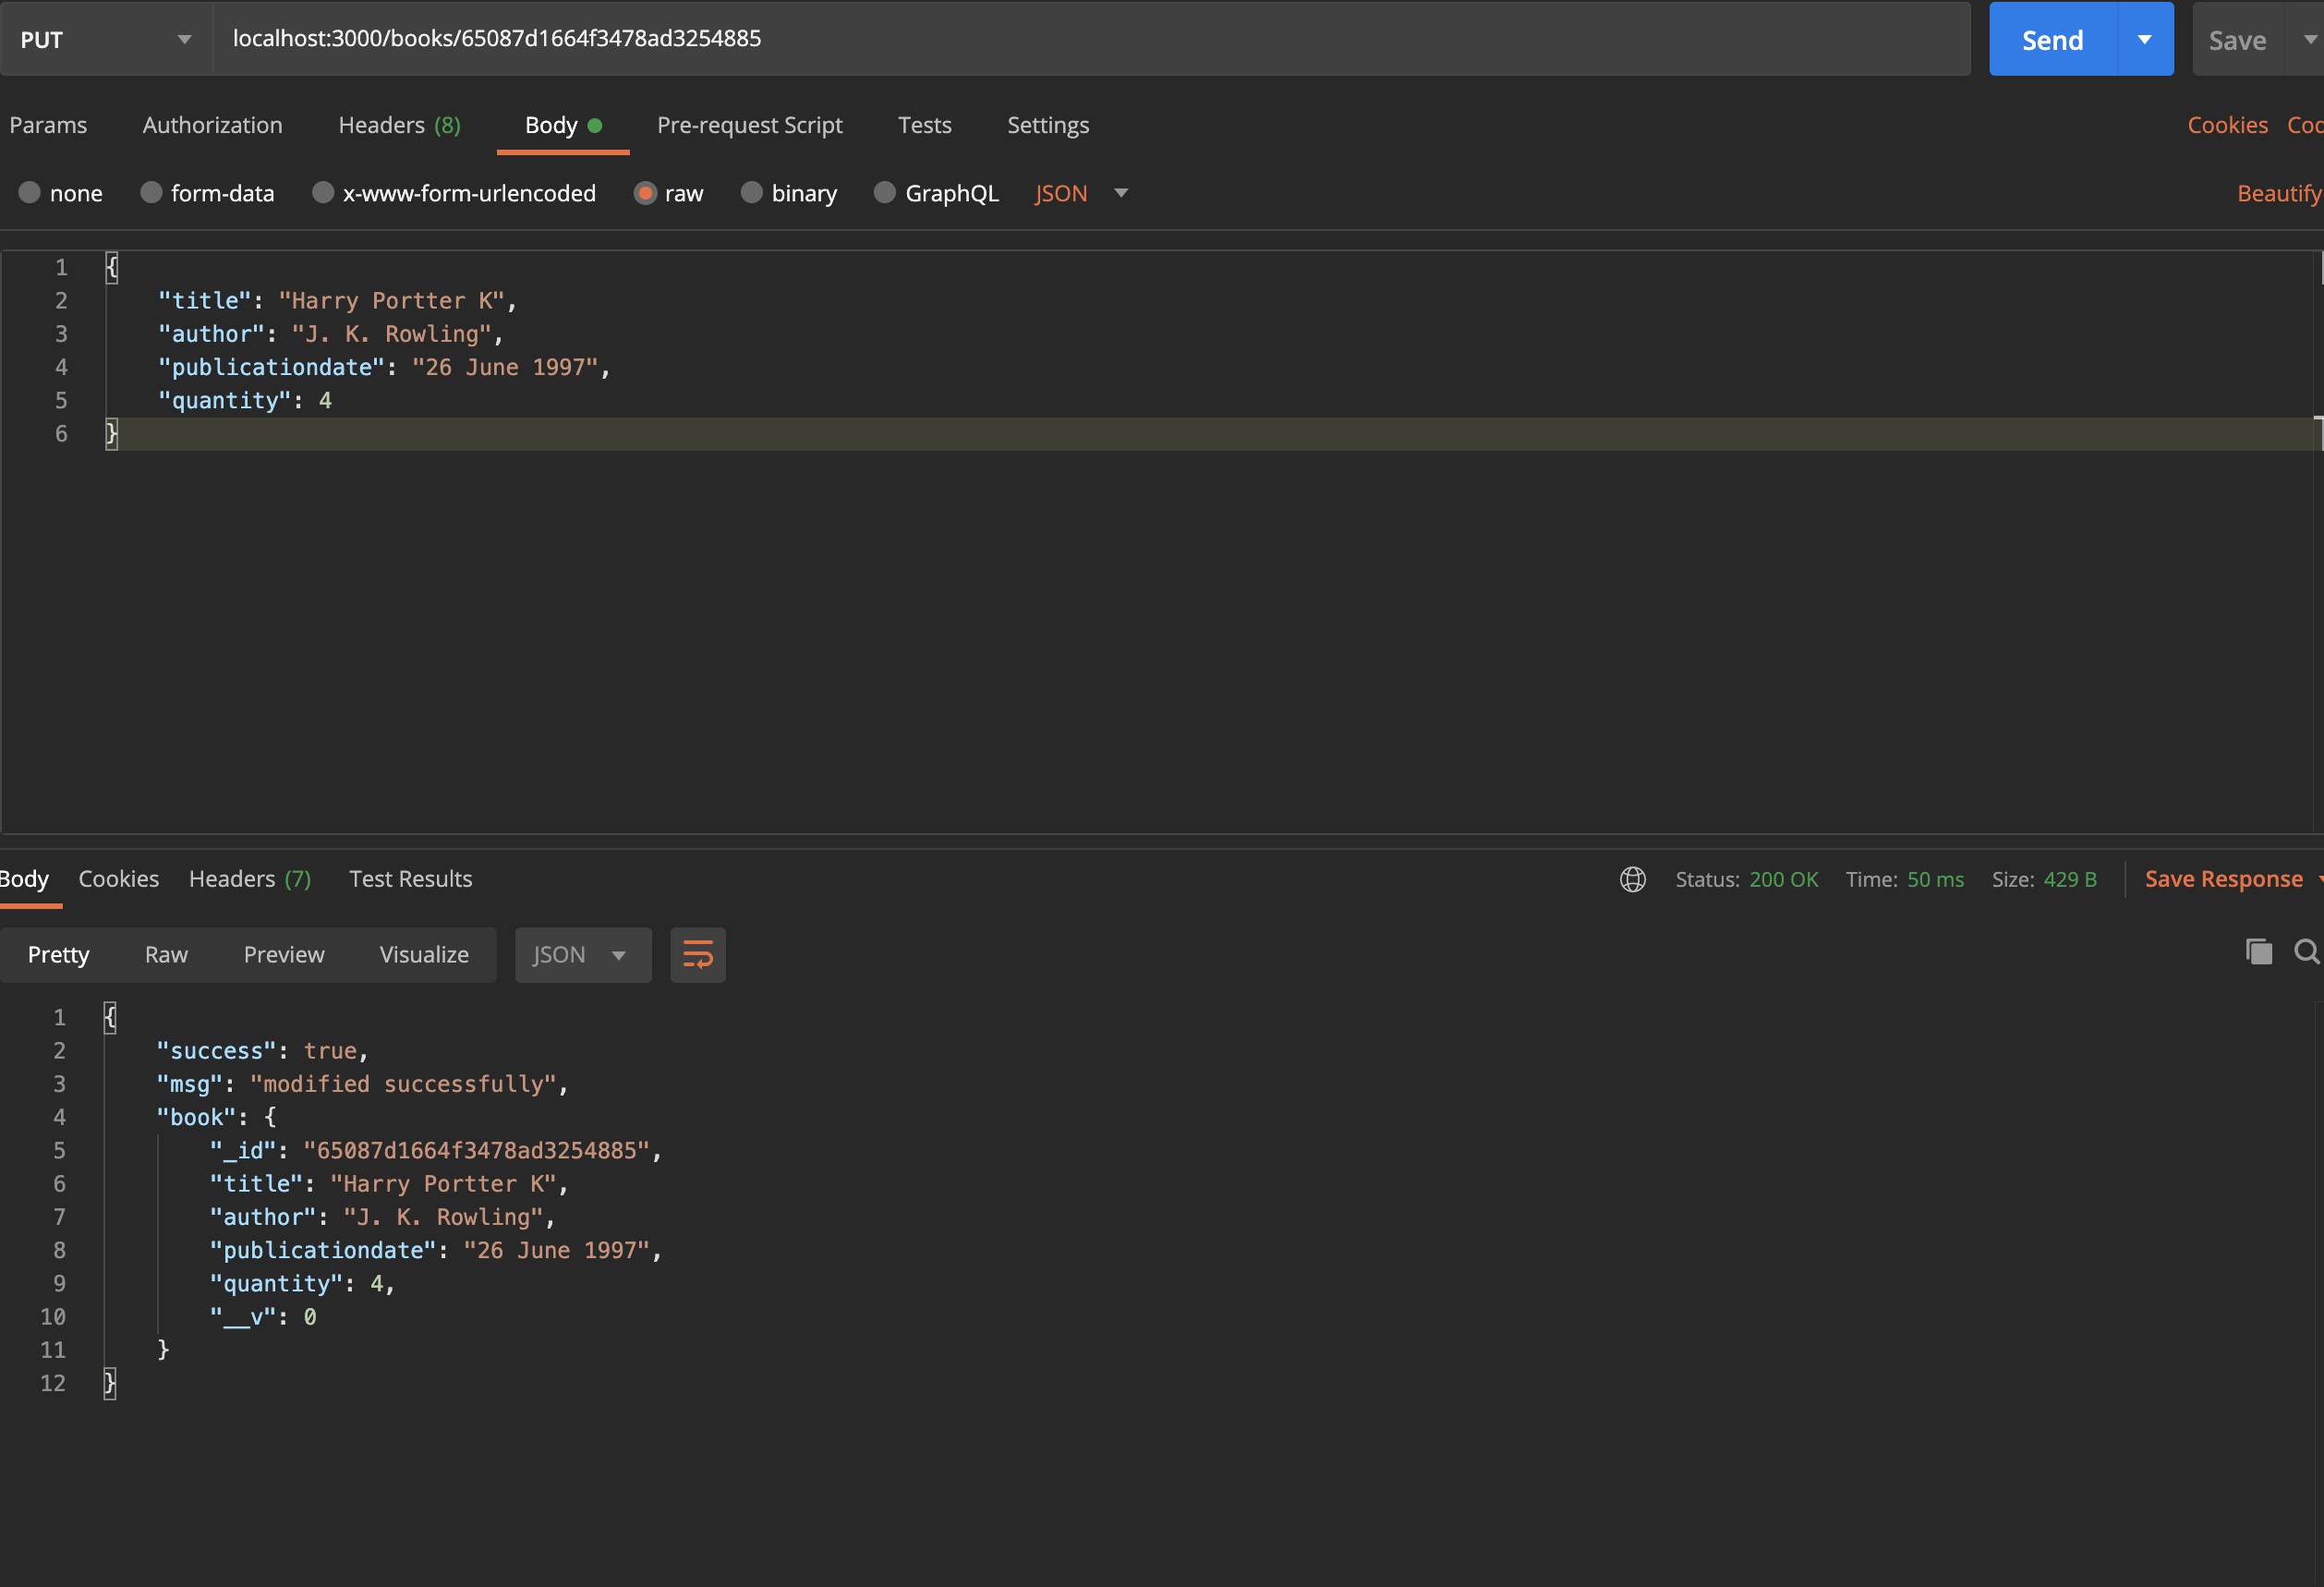 PUT localhost:3000/books/65087d1664f3478ad3254885 Send Save
Params Authorization Headers (8) Body Pre-request Script Tests Settings Cookies
none form-data x-www-form-urlencoded raw binary GraphQL JSON Beautify
1 {
2 "title": "Harry Portter K",
3 "author": "J. K. Rowling",
4 "publicationdate": "26 June 1997",
5 "quantity": 4
6 }
Body Cookies Headers (7) Test Results Status: 200 OK Time: 50 ms Size: 429 B Save Response
Pretty Raw Preview Visualize JSON
1 {
2 "success": true,
3 "msg": "modified successfully",
4 "book": {
5 "_id": "65087d1664f3478ad3254885",
6 "title": "Harry Portter K",
7 "author": "J. K. Rowling",
8 "publicationdate": "26 June 1997",
9 "quantity": 4,
10 "__v": 0
11 }
12 }